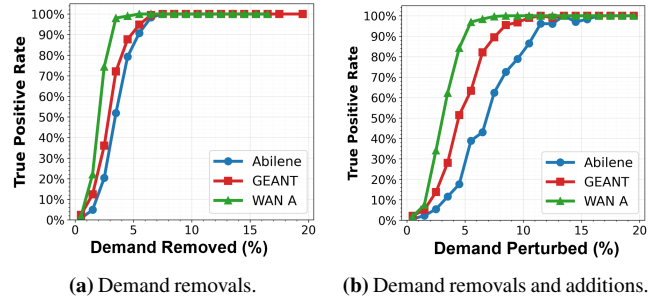 100%
90%
80%
70%
60%
50%
40%
30%
20%
10%
0%
True Positive Rate
0
5
10
15
20
Demand Removed (%)
Abilene
GEANT
WAN A
(a) Demand removals.
100%
90%
80%
70%
60%
50%
40%
30%
20%
10%
0%
True Positive Rate
0
5
10
15
20
Demand Perturbed (%)
Abilene
GEANT
WAN A
(b) Demand removals and additions.